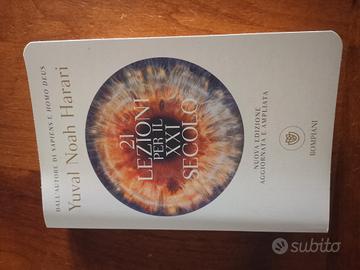 DALL'AUTORE DI SAPIENS E HOMO DEUS
Yuval Noah Harari
21
LEZIONI
PER IL
XXI
SECOLO
NUOVA EDIZIONE
AGGIORNATA E AMPLIATA
BOMPIANI
subito